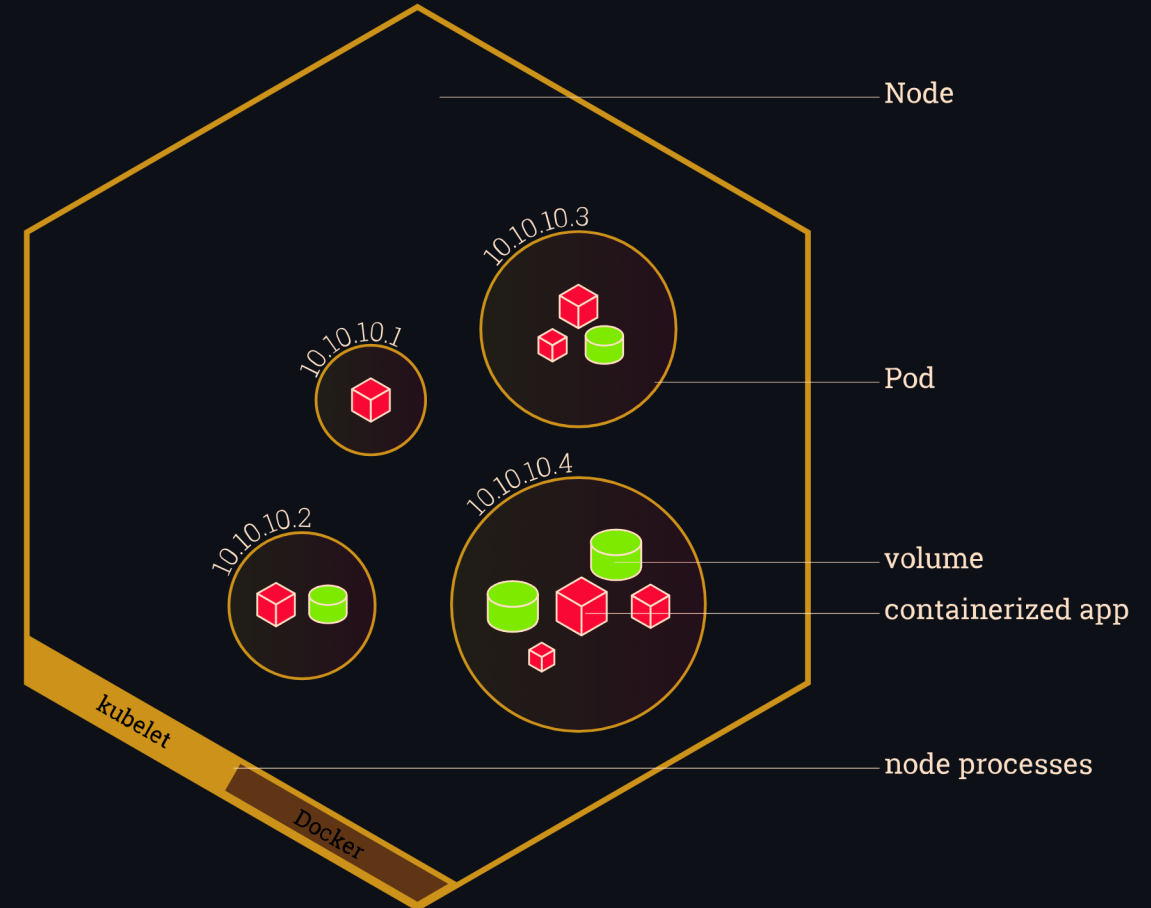 Node
10.10.10.3
10.10.10.1
Pod
10.10.10.4
10.10.10.2
volume
containerized app
kubelet
node processes
Docker